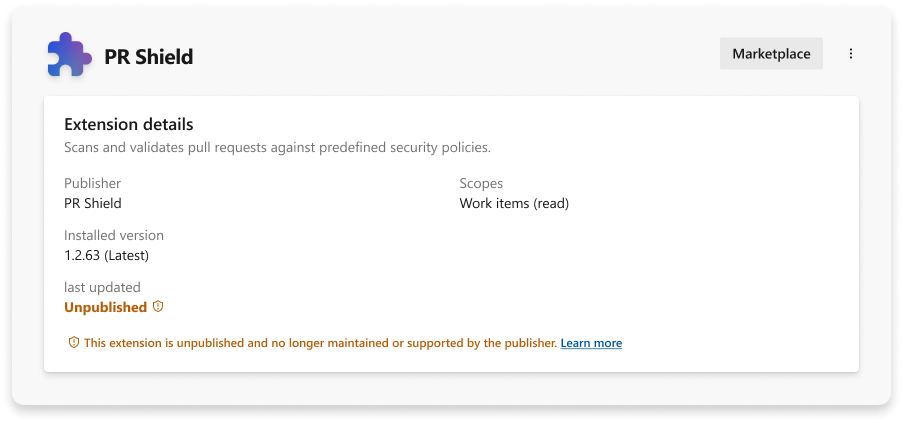 PR Shield
Marketplace
Extension details
Scans and validates pull requests against predefined security policies.
Publisher
PR Shield
Scopes
Work items (read)
Installed version
1.2.63 (Latest)
last updated
Unpublished
This extension is unpublished and no longer maintained or supported by the publisher. Learn more